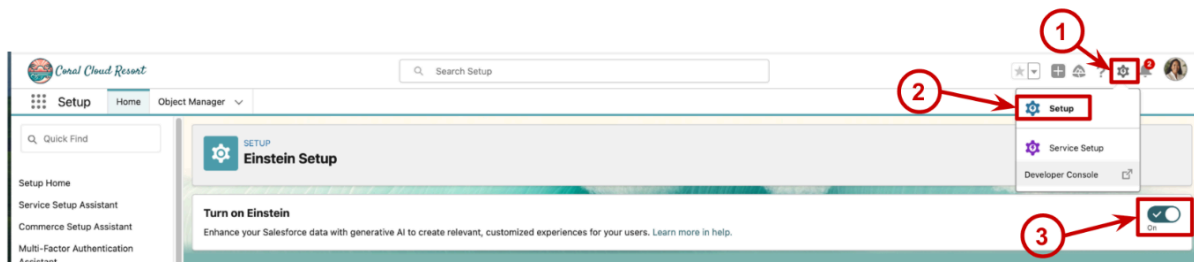 1
Coral Cloud Resort
Search Setup
?
2
Setup
Home
Object Manager
2
Setup
Quick Find
SETUP
Einstein Setup
Service Setup
Developer Console
Setup Home
Service Setup Assistant
Commerce Setup Assistant
Multi-Factor Authentication
Assistant
Turn on Einstein
Enhance your Salesforce data with generative AI to create relevant, customized experiences for your users. Learn more in help.
On
3